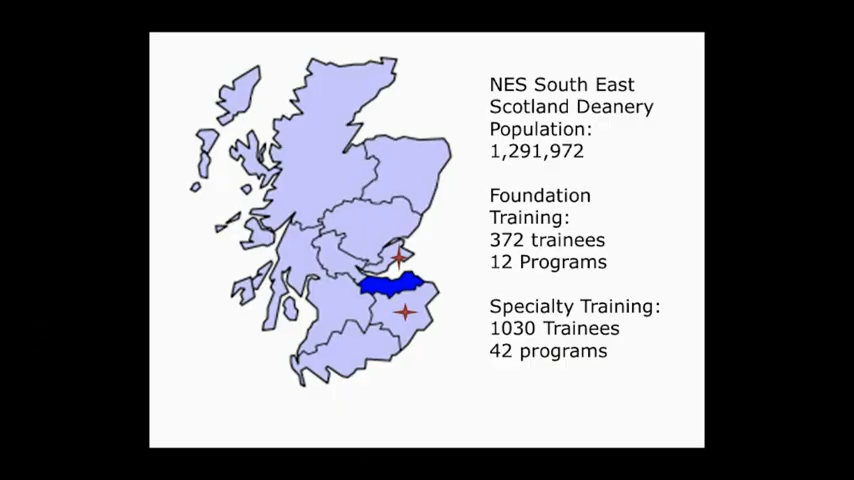 NES South East
Scotland Deanery
Population:
1,291,972
Foundation
Training:
372 trainees
12 Programs
Specialty Training:
1030 Trainees
42 programs